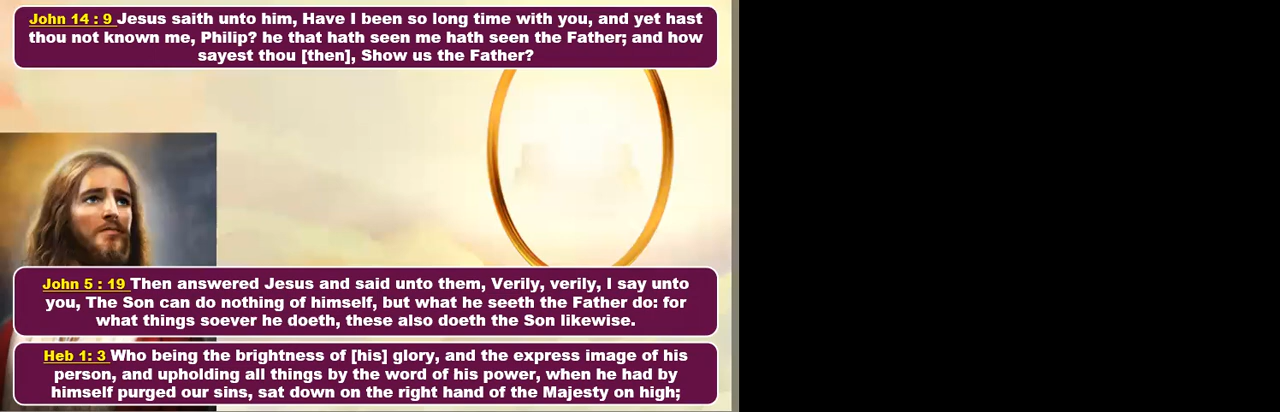 John 14 : 9 Jesus saith unto him, Have I been so long time with you, and yet hast
thou not known me, Philip? he that hath seen me hath seen the Father; and how
sayest thou [then], Show us the Father?
John 5 : 19 Then answered Jesus and said unto them, Verily, verily, I say unto
you, The Son can do nothing of himself, but what he seeth the Father do: for
what things soever he doeth, these also doeth the Son likewise.
Heb 1: 3 Who being the brightness of [his] glory, and the express image of his
person, and upholding all things by the word of his power, when he had by
himself purged our sins, sat down on the right hand of the Majesty on high;